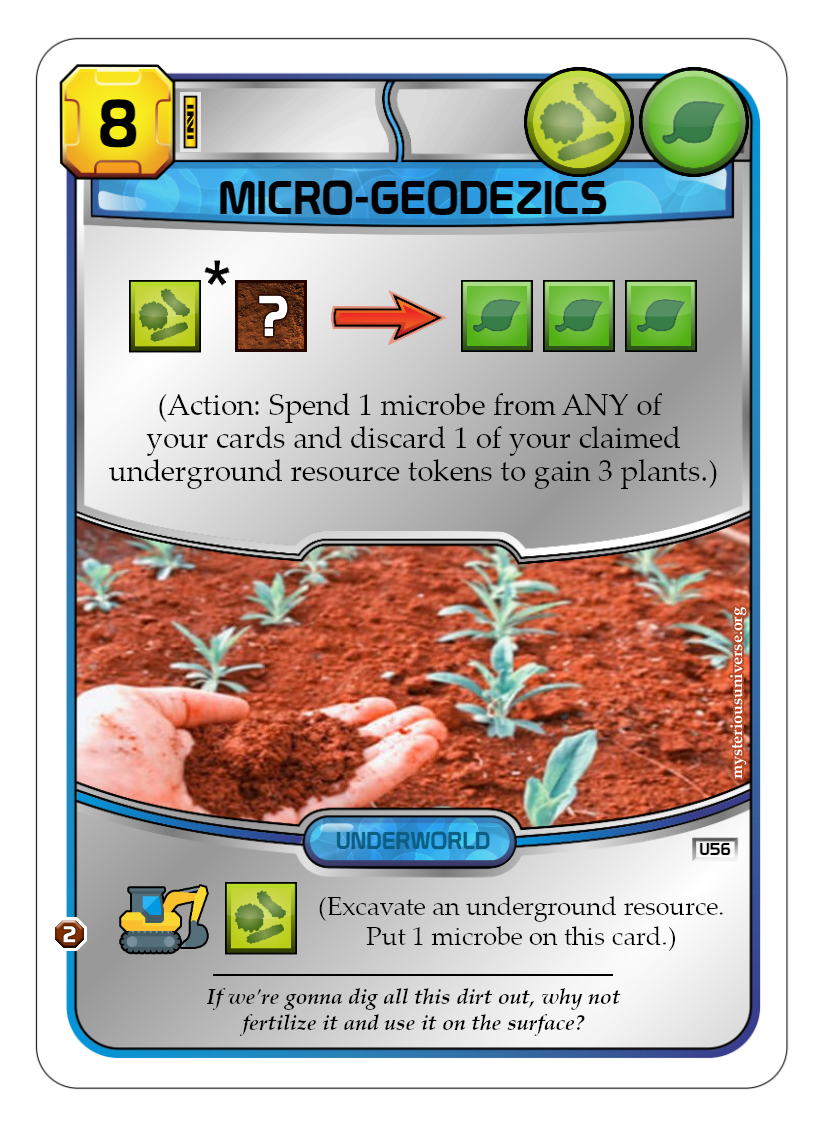 8
MICRO-GEODEZICS
* ?
(Action: Spend 1 microbe from ANY of
your cards and discard 1 of your claimed
underground resource tokens to gain 3 plants.)
mysteriousuniverse.org
UNDERWORLD
U56
2
(Excavate an underground resource.
Put 1 microbe on this card.)
If we're gonna dig all this dirt out, why not
fertilize it and use it on the surface?